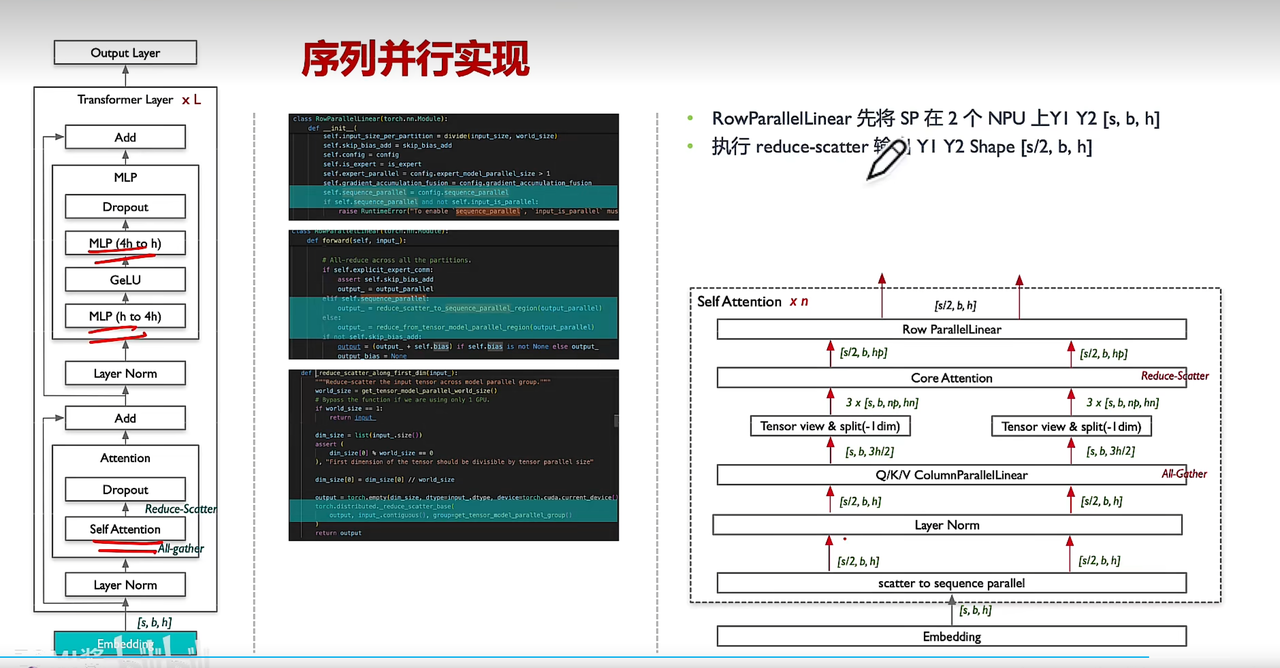 序列并行实现
Output Layer
Transformer Layer x L
Add
MLP
Dropout
MLP (4h to h)
GeLU
MLP (h to 4h)
Layer Norm
Add
Attention
Dropout
Reduce-Scatter
Self Attention
All-gather
Layer Norm
[s, b, h]
Embedding
class RowParallelLinear(torch.nn.Module):
def __init__(
self.input_size_per_partition = divide(input_size, world_size)
self.skip_bias_add = skip_bias_add
self.config = config
self.is_expert = is_expert
self.expert_parallel = config.expert_model_parallel_size > 1
self.gradient_accumulation_fusion = config.gradient_accumulation_fusion
self.sequence_parallel = config.sequence_parallel
if self.sequence_parallel and not self.input_is_parallel:
raise RuntimeError("To enable `sequence_parallel`, `input_is_parallel` mus
class RowParallelLinear(torch.nn.Module):
def forward(self, input_):
# All-reduce across all the partitions.
if self.explicit_expert_comm:
assert self.skip_bias_add
output_ = output_parallel
elif self.sequence_parallel:
output_ = reduce_scatter_to_sequence_parallel_region(output_parallel)
else:
output_ = reduce_from_tensor_model_parallel_region(output_parallel)
if not self.skip_bias_add:
output = (output_ + self.bias) if self.bias is not None else output_
output_bias = None
def _reduce_scatter_along_first_dim(input_):
"""Reduce-scatter the input tensor across model parallel group."""
world_size = get_tensor_model_parallel_world_size()
# Bypass the function if we are using only 1 GPU.
if world_size == 1:
return input_
dim_size = list(input_.size())
assert (
dim_size[0] % world_size == 0
), "First dimension of the tensor should be divisible by tensor parallel size"
dim_size[0] = dim_size[0] // world_size
output = torch.empty(dim_size, dtype=input_.dtype, device=torch.cuda.current_device()
torch.distributed._reduce_scatter_base(
output, input_.contiguous(), group=get_tensor_model_parallel_group()
)
return output
• RowParallelLinear 先将 SP 在 2 个 NPU 上Y1 Y2 [s, b, h]
• 执行 reduce-scatter 输 Y1 Y2 Shape [s/2, b, h]
Self Attention x n
[s/2, b, h]
Row ParallelLinear
[s/2, b, hp] [s/2, b, hp]
Core Attention Reduce-Scatter
3 x [s, b, np, hn] 3 x [s, b, np, hn]
Tensor view & split(-1dim) Tensor view & split(-1dim)
[s, b, 3h/2] [s, b, 3h/2]
Q/K/V ColumnParallelLinear All-Gather
[s/2, b, h] [s/2, b, h]
Layer Norm
[s/2, b, h] [s/2, b, h]
scatter to sequence parallel
[s, b, h]
Embedding